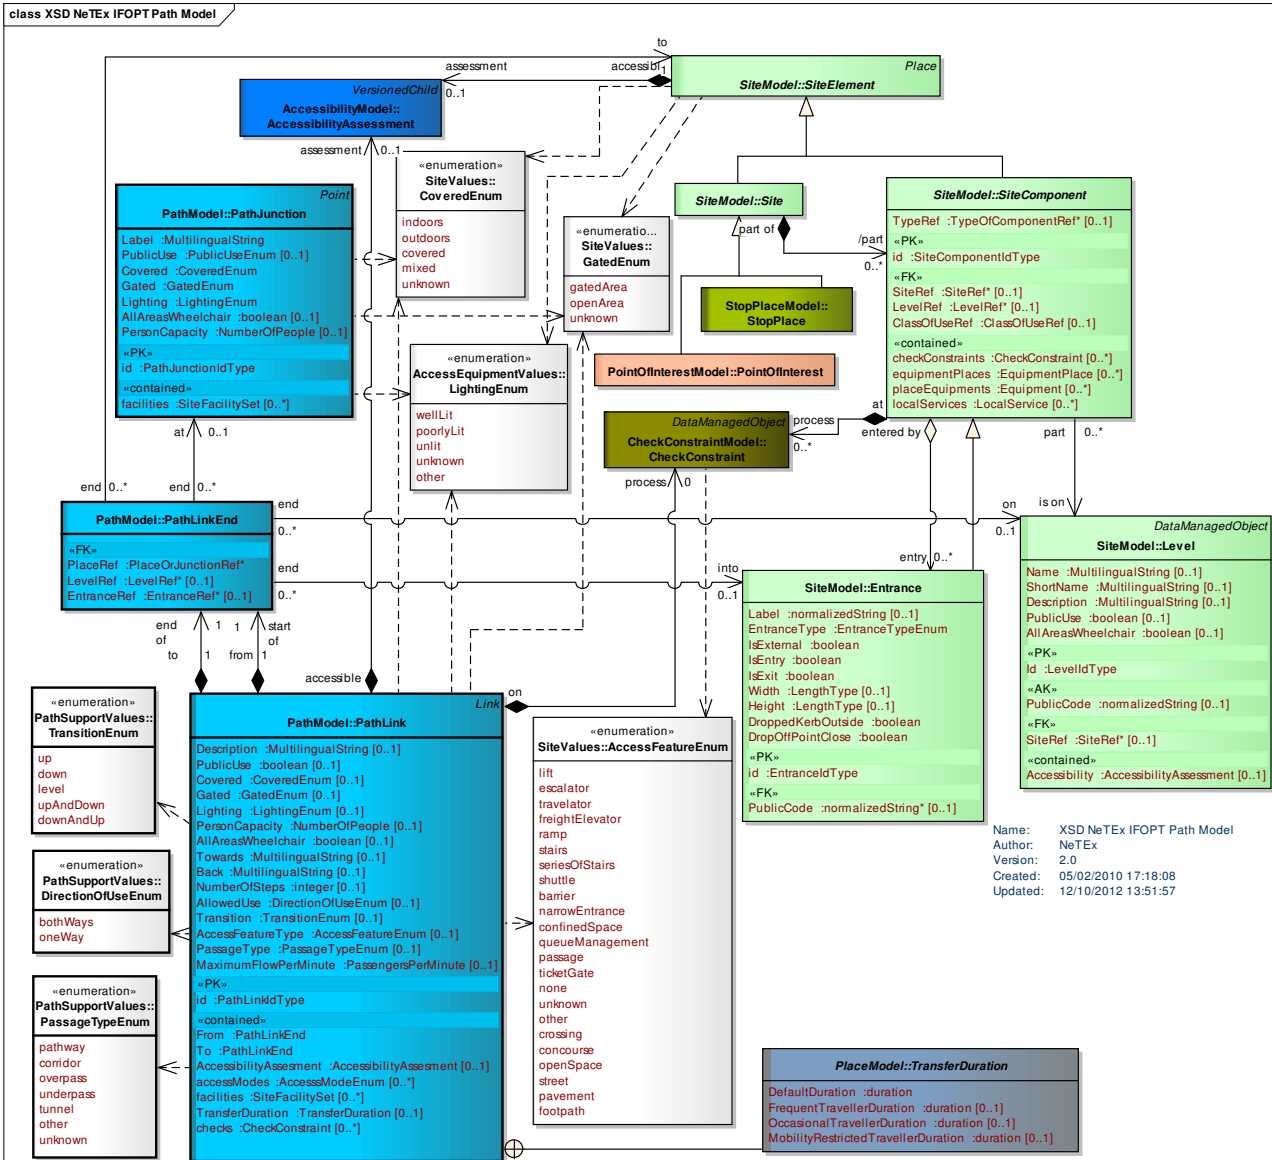 class XSD NeTEx IFOPT Path Model
to
assessment
accessibl
1
0..1
Place
SiteModel::SiteElement
VersionedChild
AccessibilityModel::
AccessibilityAssessment
assessment
0..1
«enumeration»
SiteValues::
CoveredEnum
indoors
outdoors
covered
mixed
unknown
Point
PathModel::PathJunction
Label :MultilingualString
PublicUse :PublicUseEnum [0..1]
Covered :CoveredEnum
Gated :GatedEnum
Lighting :LightingEnum
AllAreasWheelchair :boolean [0..1]
PersonCapacity :NumberOfPeople [0..1]
«PK»
id :PathJunctionIdType
«contained»
facilities :SiteFacilitySet [0..*]
SiteModel::Site
part of
/part
0..*
«enumeratio...
SiteValues::
GatedEnum
gatedArea
openArea
unknown
SiteModel::SiteComponent
TypeRef :TypeOfComponentRef* [0..1]
«PK»
id :SiteComponentIdType
«FK»
SiteRef :SiteRef* [0..1]
LevelRef :LevelRef* [0..1]
ClassOfUseRef :ClassOfUseRef [0..1]
«contained»
checkConstraints :CheckConstraint [0..*]
equipmentPlaces :EquipmentPlace [0..*]
placeEquipments :Equipment [0..*]
localServices :LocalService [0..*]
StopPlaceModel::
StopPlace
PointOfInterestModel::PointOfInterest
«enumeration»
AccessEquipmentValues::
LightingEnum
wellLit
poorlyLit
unlit
unknown
other
DataManagedObject
CheckConstraintModel::
CheckConstraint
process
0..*
at
entered by
part
0..*
process
0
at
0..1
end 0..*
end 0..*
PathModel::PathLinkEnd
«FK»
PlaceRef :PlaceOrJunctionRef*
LevelRef :LevelRef* [0..1]
EntranceRef :EntranceRef* [0..1]
end
0..*
end
0..*
on
0..1
is on
into
0..1
entry 0..*
DataManagedObject
SiteModel::Level
Name :MultilingualString [0..1]
ShortName :MultilingualString [0..1]
Description :MultilingualString [0..1]
PublicUse :boolean [0..1]
AllAreasWheelchair :boolean [0..1]
«PK»
Id :LevelIdType
«AK»
PublicCode :normalizedString [0..1]
«FK»
SiteRef :SiteRef* [0..1]
«contained»
Accessibility :AccessibilityAssessment [0..1]
SiteModel::Entrance
Label :normalizedString [0..1]
EntranceType :EntranceTypeEnum
IsExternal :boolean
IsEntry :boolean
IsExit :boolean
Width :LengthType [0..1]
Height :LengthType [0..1]
DroppedKerbOutside :boolean
DropOffPointClose :boolean
«PK»
id :EntranceIdType
«FK»
PublicCode :normalizedString* [0..1]
end
of
1
to
1
1
start
of
from
1
accessible
on
«enumeration»
PathSupportValues::
TransitionEnum
up
down
level
upAndDown
downAndUp
«enumeration»
PathSupportValues::
DirectionOfUseEnum
bothWays
oneWay
«enumeration»
PathSupportValues::
PassageTypeEnum
pathway
corridor
overpass
underpass
tunnel
other
unknown
Link
PathModel::PathLink
Description :MultilingualString [0..1]
PublicUse :boolean [0..1]
Covered :CoveredEnum [0..1]
Gated :GatedEnum [0..1]
Lighting :LightingEnum [0..1]
PersonCapacity :NumberOfPeople [0..1]
AllAreasWheelchair :boolean [0..1]
Towards :MultilingualString [0..1]
Back :MultilingualString [0..1]
NumberOfSteps :integer [0..1]
AllowedUse :DirectionOfUseEnum [0..1]
Transition :TransitionEnum [0..1]
AccessFeatureType :AccessFeatureEnum [0..1]
PassageType :PassageTypeEnum [0..1]
MaximumFlowPerMinute :PassengersPerMinute [0..1]
«PK»
id :PathLinkIdType
«contained»
From :PathLinkEnd
To :PathLinkEnd
AccessibilityAssesment :AccessibilityAssesment [0..1]
accessModes :AccesssModeEnum [0..*]
facilities :SiteFacilitySet [0..*]
TransferDuration :TransferDuration [0..1]
checks :CheckConstraint [0..*]
«enumeration»
SiteValues::AccessFeatureEnum
lift
escalator
travelator
freightElevator
ramp
stairs
seriesOfStairs
shuttle
barrier
narrowEntrance
confinedSpace
queueManagement
passage
ticketGate
none
unknown
other
crossing
concourse
openSpace
street
pavement
footpath
Name: XSD NeTEx IFOPT Path Model
Author: NeTEx
Version: 2.0
Created: 05/02/2010 17:18:08
Updated: 12/10/2012 13:51:57
PlaceModel::TransferDuration
DefaultDuration :duration
FrequentTravellerDuration :duration [0..1]
OccasionalTravellerDuration :duration [0..1]
MobilityRestrictedTravellerDuration :duration [0..1]